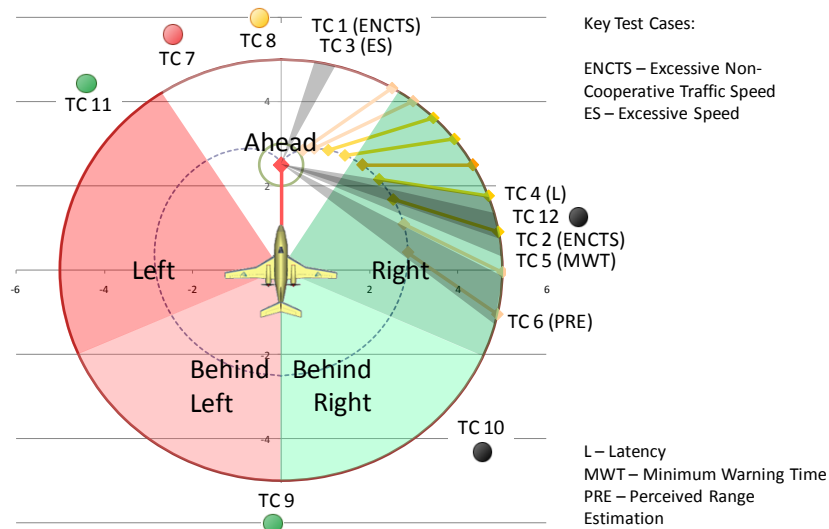 TC 8
TC 7
TC 11
TC 1 (ENCTS)
TC 3 (ES)
Key Test Cases:
ENCTS – Excessive Non-
Cooperative Traffic Speed
ES – Excessive Speed
4
Ahead
2
TC 4 (L)
TC 12
TC 2 (ENCTS)
TC 5 (MWT)
Left
Right
-6
-4
-2
2
4
6
TC 6 (PRE)
-2
Behind
Left
Behind
Right
-4
TC 10
TC 9
L – Latency
MWT – Minimum Warning Time
PRE – Perceived Range
Estimation